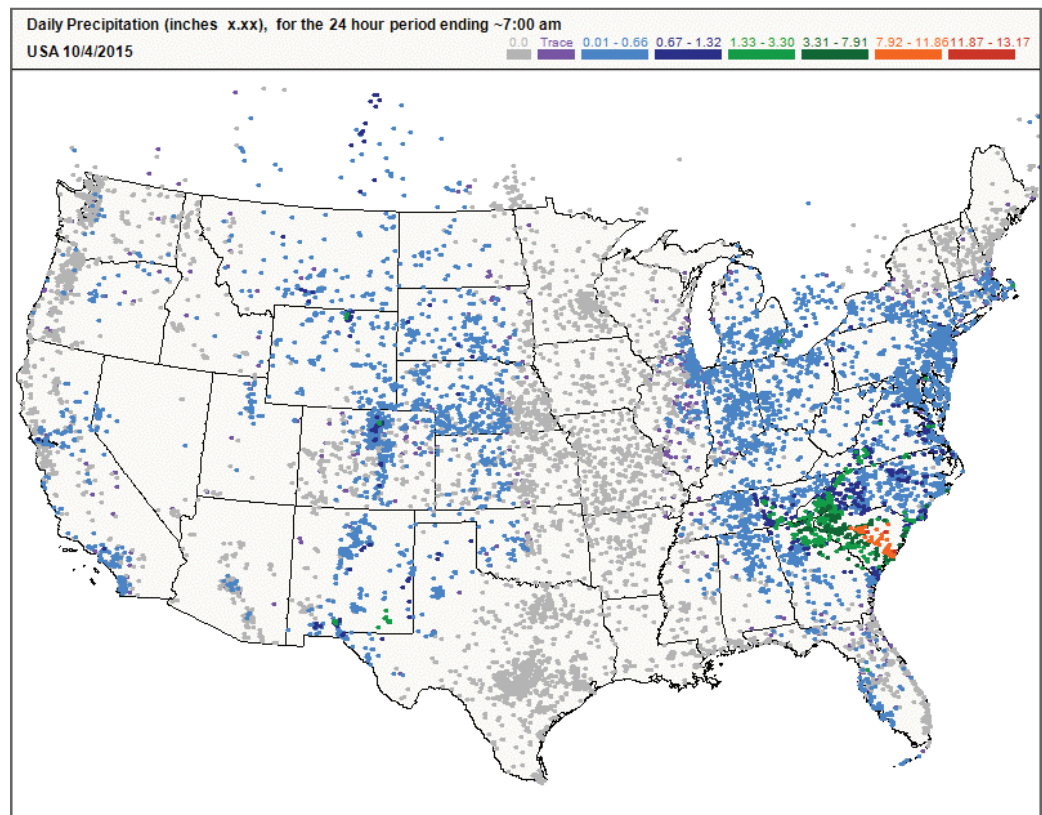 Daily Precipitation (inches x.xx), for the 24 hour period ending ~7:00 am
USA 10/4/2015
0.0 Trace 0.01 - 0.66 0.67 - 1.32 1.33 - 3.30 3.31 - 7.91 7.92 - 11.86 11.87 - 13.17